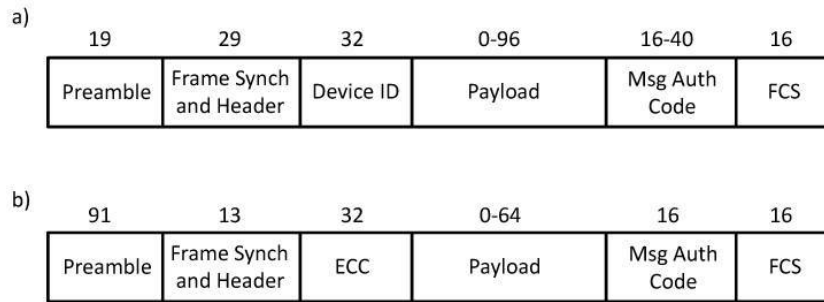 a)
19 29 32 0-96 16-40 16
Preamble Frame Synch and Header Device ID Payload Msg Auth Code FCS
b)
91 13 32 0-64 16 16
Preamble Frame Synch and Header ECC Payload Msg Auth Code FCS